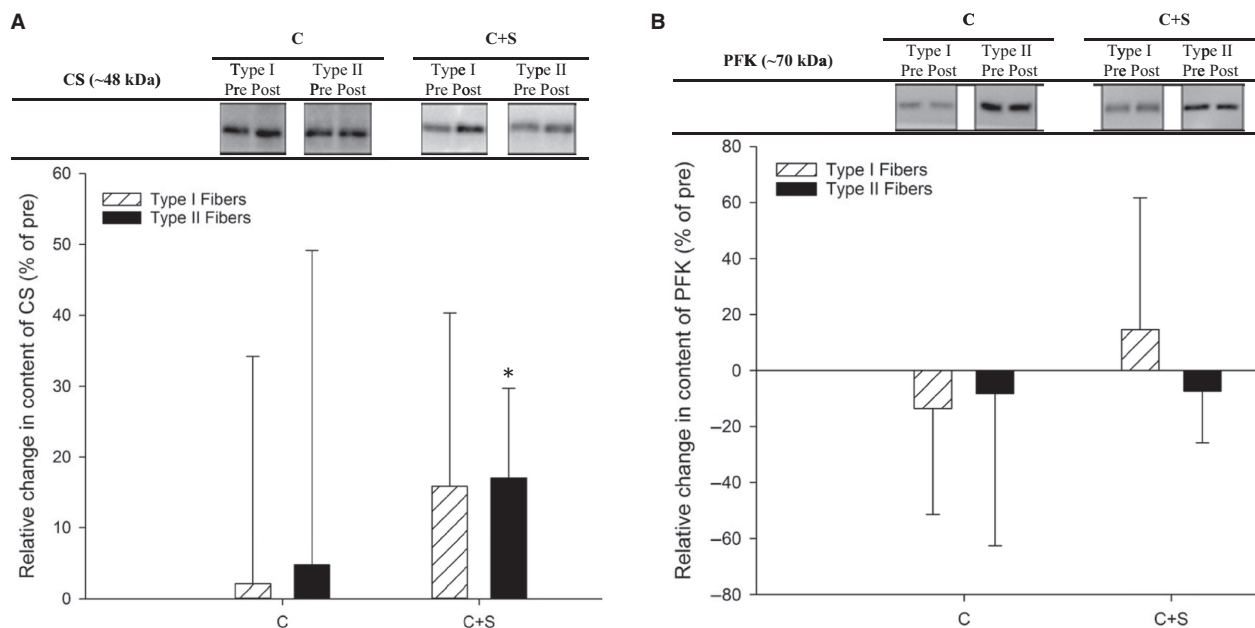 A
C
C+S
CS (~48 kDa)
Type I
Type II
Type I
Type II
Pre Post
Pre Post
Pre Post
Pre Post
60
50
40
30
20
10
0
Relative change in content of CS (% of pre)
Type I Fibers
Type II Fibers
*
C
C+S
B
C
C+S
PFK (~70 kDa)
Type I
Type II
Type I
Type II
Pre Post
Pre Post
Pre Post
Pre Post
80
60
40
20
0
–20
–40
–60
–80
Relative change in content of PFK (% of pre)
Type I Fibers
Type II Fibers
C
C+S